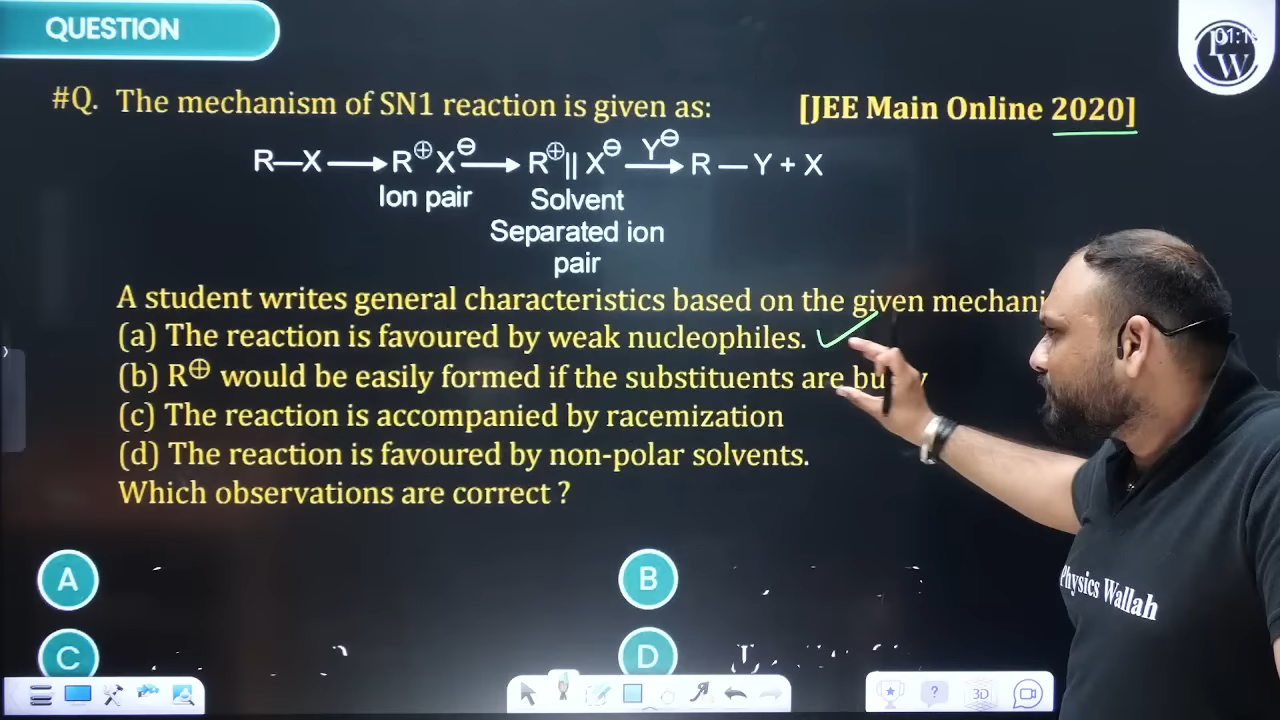 QUESTION
#Q. The mechanism of SN1 reaction is given as: [JEE Main Online 2020]
R—X ⟶ R⊕ X⊖ ⟶ R⊕|| X⊖ Y⊖⟶ R — Y + X
Ion pair Solvent
Separated ion
pair
A student writes general characteristics based on the given
(a) The reaction is favoured by weak nucleophiles.
(b) R⊕ would be easily formed if the substituents are
(c) The reaction is accompanied by racemization
(d) The reaction is favoured by non-polar solvents.
Which observations are correct ?
A
B
C
D
Physics Wallah
PW
?
3D